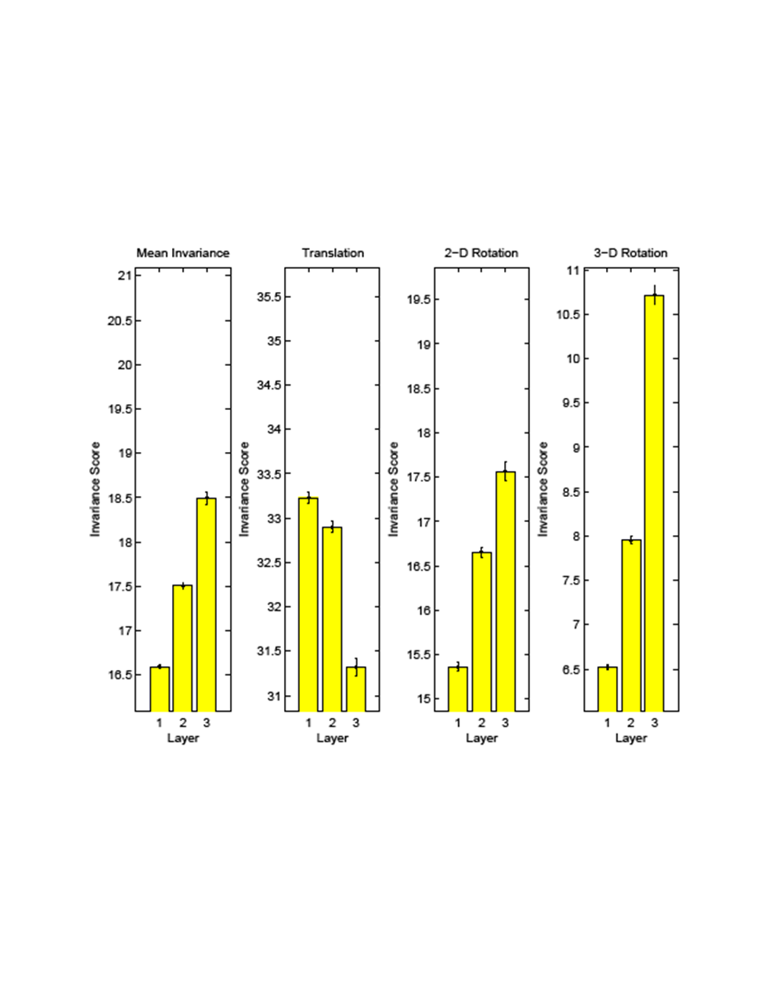 Mean Invariance
21
20.5
20
19.5
19
18.5
18
17.5
17
16.5
Invariance Score
1 2 3
Layer
Translation
35.5
35
34.5
34
33.5
33
32.5
32
31.5
31
Invariance Score
1 2 3
Layer
2−D Rotation
19.5
19
18.5
18
17.5
17
16.5
16
15.5
15
Invariance Score
1 2 3
Layer
3−D Rotation
11
10.5
10
9.5
9
8.5
8
7.5
7
6.5
Invariance Score
1 2 3
Layer